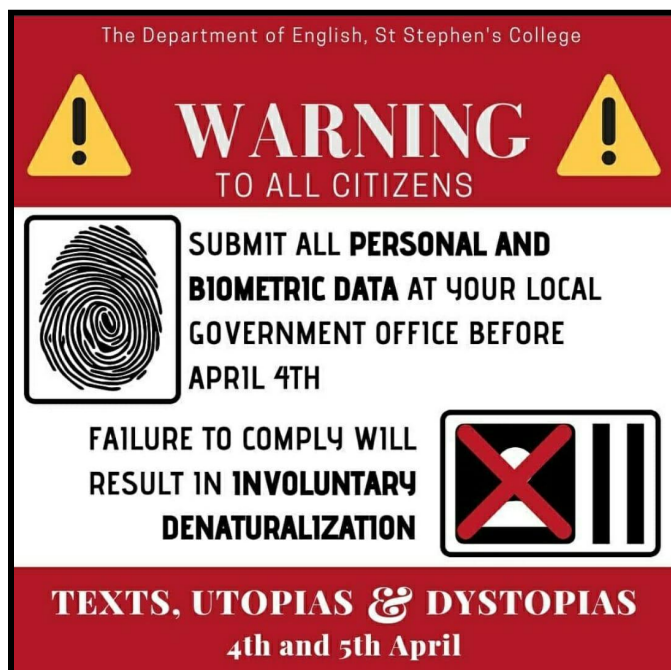 The Department of English, St Stephen's College
WARNING
TO ALL CITIZENS
SUBMIT ALL PERSONAL AND
BIOMETRIC DATA AT YOUR LOCAL
GOVERNMENT OFFICE BEFORE
APRIL 4TH
FAILURE TO COMPLY WILL
RESULT IN INVOLUNTARY
DENATURALIZATION
TEXTS, UTOPIAS & DYSTOPIAS
4th and 5th April